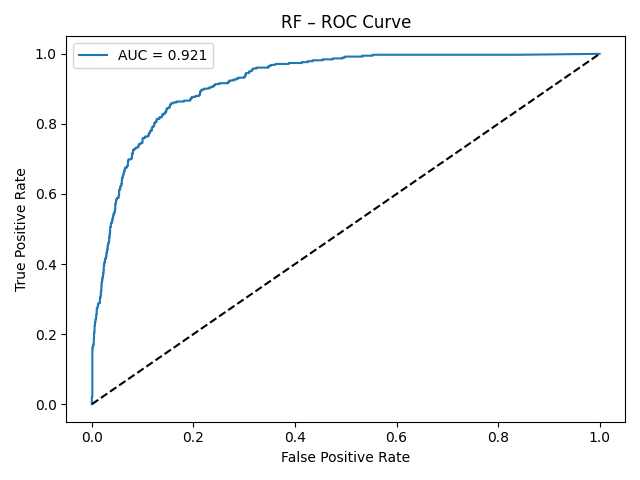 RF – ROC Curve
AUC = 0.921
True Positive Rate
1.0
0.8
0.6
0.4
0.2
0.0
0.0 0.2 0.4 0.6 0.8 1.0
False Positive Rate